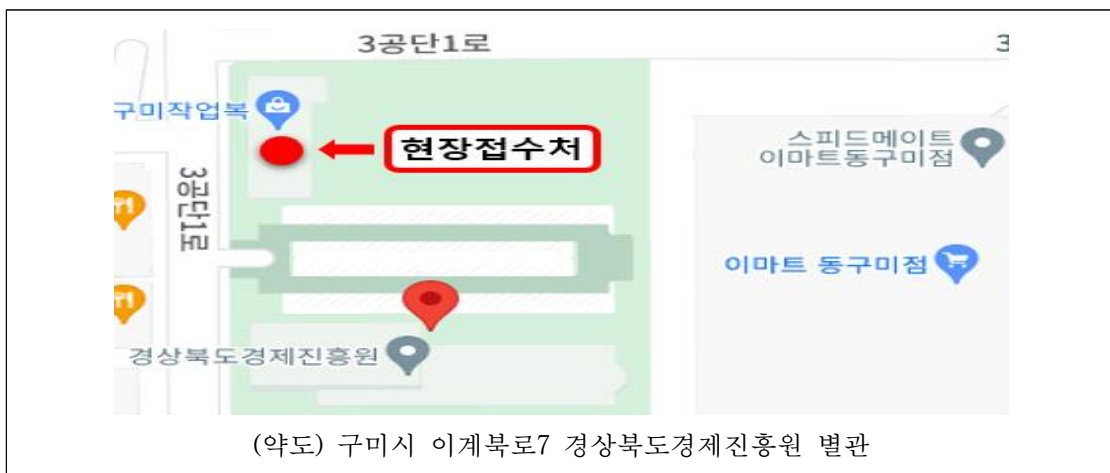 3공단1로
3
구미작업복
현장접수처
스피드메이트
이마트동구미점
3공단1로
이마트 동구미점
경상북도경제진흥원
(약도) 구미시 이계북로7 경상북도경제진흥원 별관